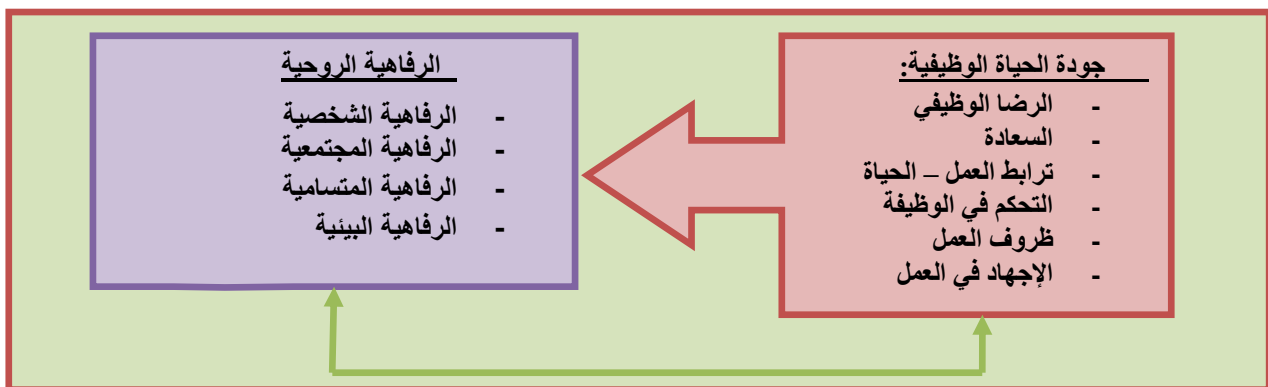 جودة الحياة الوظيفية:
- الرضا الوظيفي
- السعادة
- ترابط العمل – الحياة
- التحكم في الوظيفة
- ظروف العمل
- الإجهاد في العمل
الرفاهية الروحية
- الرفاهية الشخصية
- الرفاهية المجتمعية
- الرفاهية المتسامية
- الرفاهية البيئية